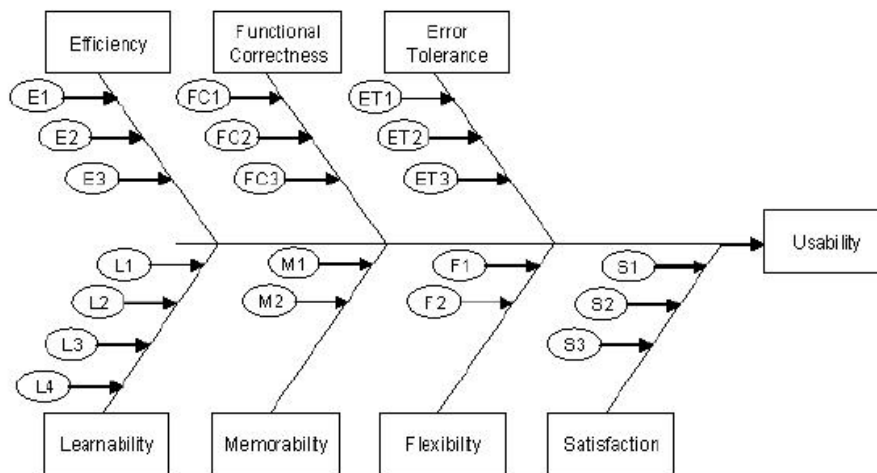 Efficiency
Functional
Correctness
Error
Tolerance
E1
FC1
ET1
E2
FC2
ET2
E3
FC3
ET3
Usability
L1
M1
F1
S1
L2
M2
F2
S2
L3
S3
L4
Learnability
Memorabilty
Flexibilty
Satisfaction